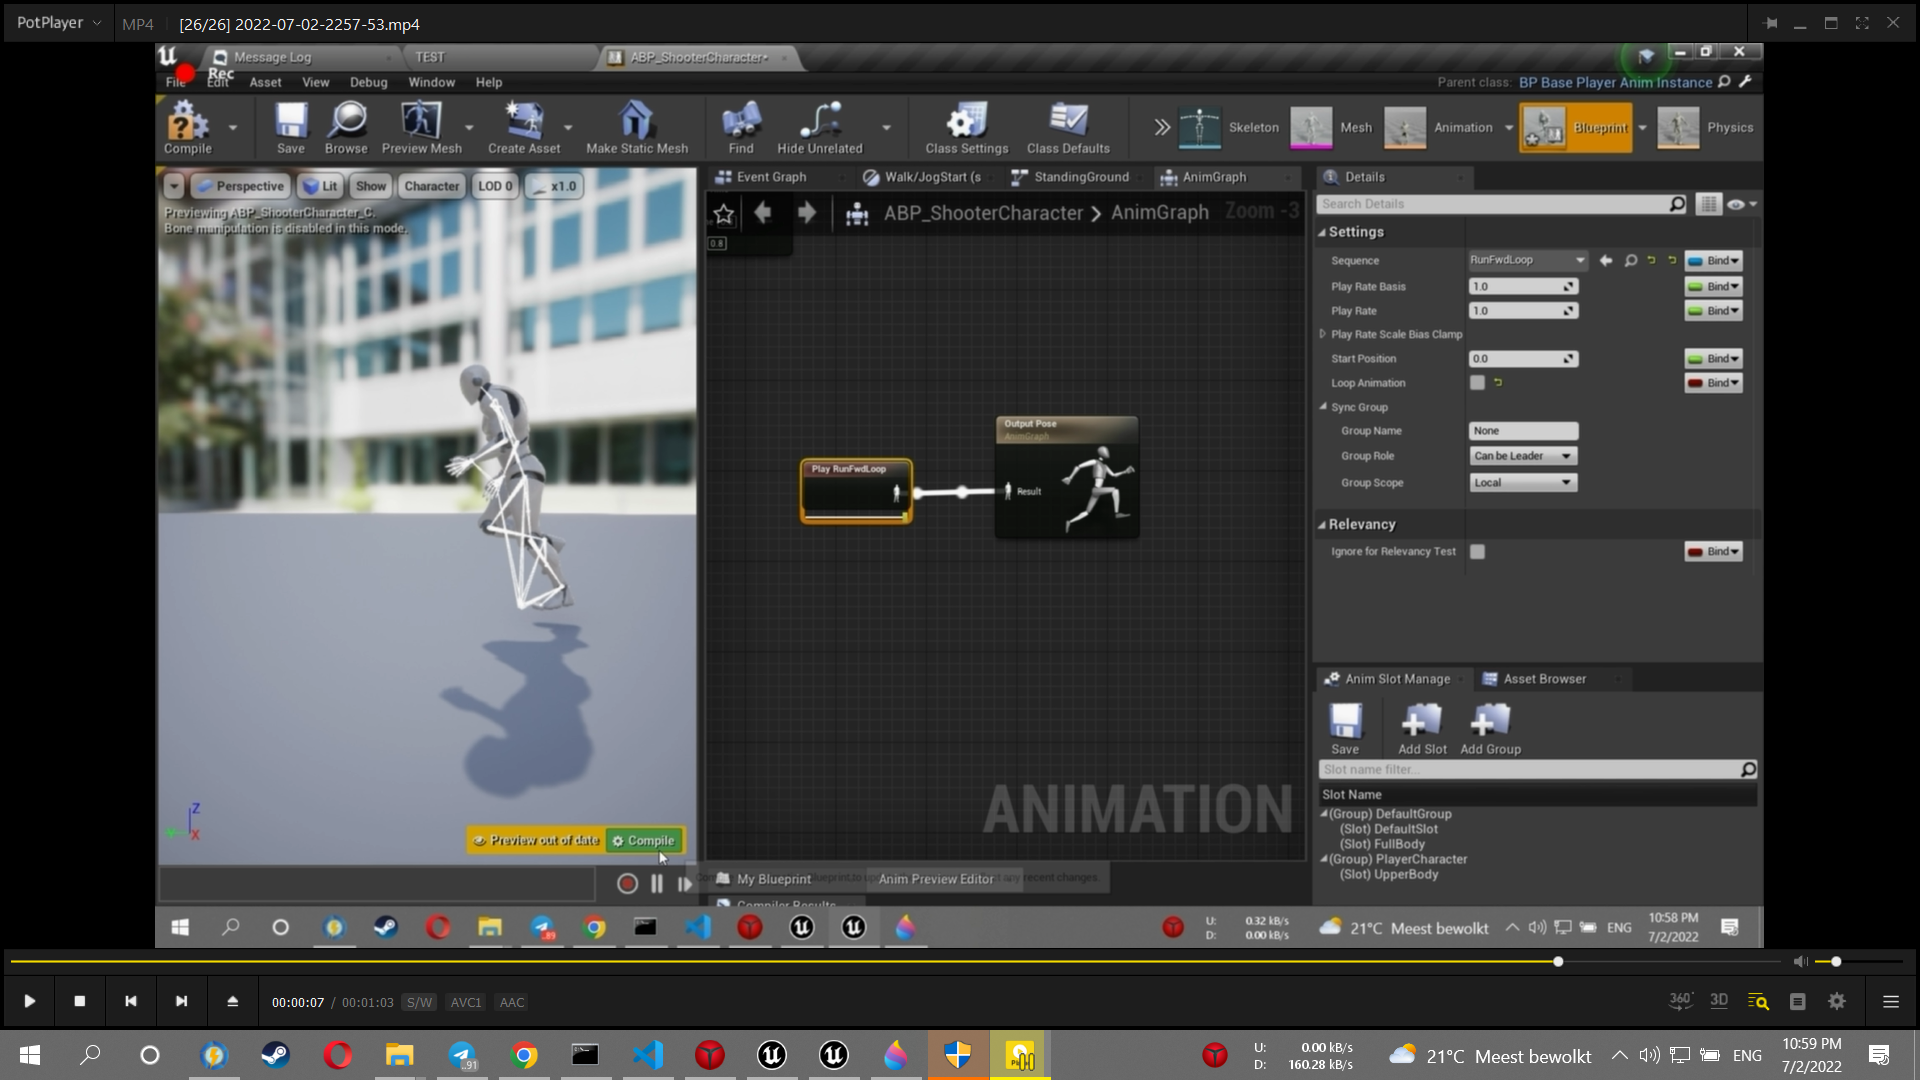 PotPlayer
MP4
[26/26] 2022-07-02-2257-53.mp4
Message Log
TEST
ABP_ShooterCharacter*
Rec
File
Edit
Asset
View
Debug
Window
Help
Parent class:
BP Base Player Anim Instance
Compile
Save
Browse
Preview Mesh
Create Asset
Make Static Mesh
Find
Hide Unrelated
Class Settings
Class Defaults
Skeleton
Mesh
Animation
Blueprint
Physics
Perspective
Lit
Show
Character
LOD 0
x1.0
Previewing ABP_ShooterCharacter_C.
Bone manipulation is disabled in this mode.
Z
Y
X
Preview out of date
Compile
Event Graph
Walk/JogStart (s
StandingGround
AnimGraph
ABP_ShooterCharacter > AnimGraph
Zoom -3
0.8
Play RunFwdLoop
Output Pose
AnimGraph
Result
ANIMATION
My Blueprint
Anim Preview Editor
any recent changes.
Compiler Results
Details
Search Details
Settings
Sequence
RunFwdLoop
Bind
Play Rate Basis
1.0
Bind
Play Rate
1.0
Bind
Play Rate Scale Bias Clamp
Start Position
0.0
Bind
Loop Animation
Bind
Sync Group
Group Name
None
Group Role
Can be Leader
Group Scope
Local
Relevancy
Ignore for Relevancy Test
Bind
Anim Slot Manage
Asset Browser
Save
Add Slot
Add Group
Slot name filter...
Slot Name
(Group) DefaultGroup
(Slot) DefaultSlot
(Slot) FullBody
(Group) PlayerCharacter
(Slot) UpperBody
89
U: 0.32 kB/s
D: 0.00 kB/s
21°C Meest bewolkt
ENG
10:58 PM
7/2/2022
00:00:07 / 00:01:03
S/W
AVC1
AAC
360°
3D
..91
U: 0.00 kB/s
D: 160.28 kB/s
21°C Meest bewolkt
ENG
10:59 PM
7/2/2022